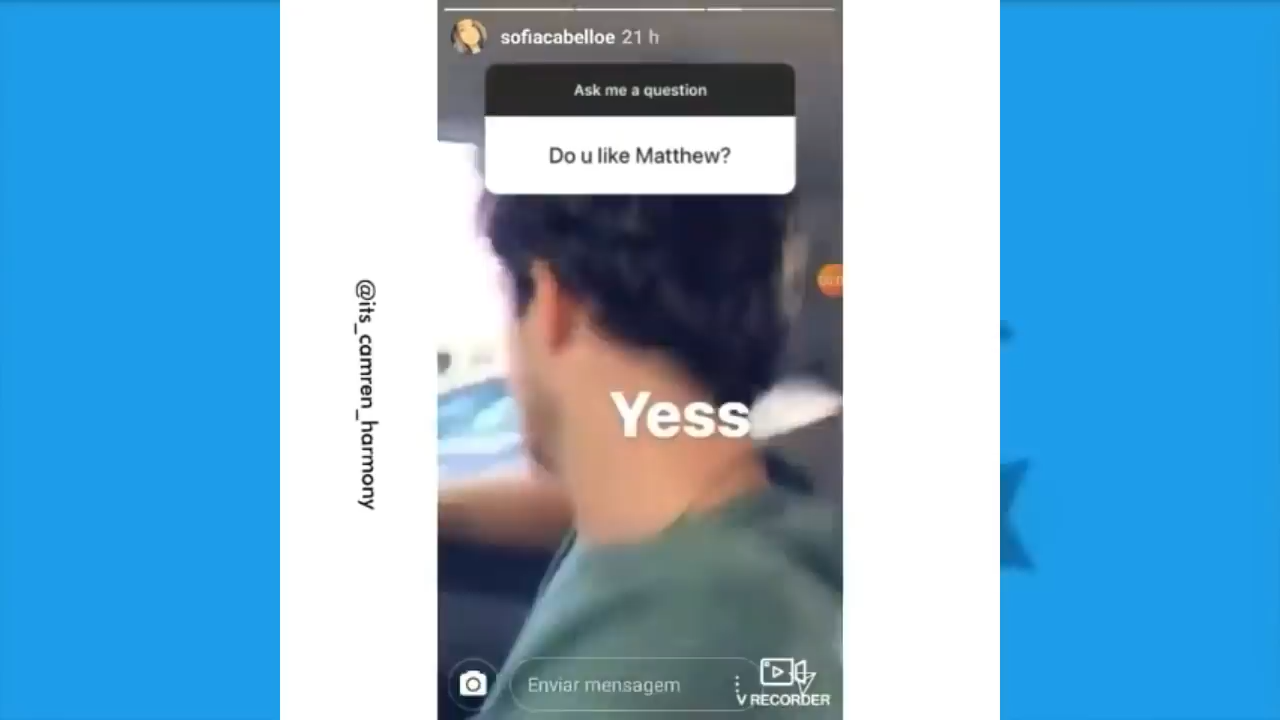 sofiacabelloe 21 h
Ask me a question
Do u like Matthew?
@its_camren_harmony
Yess
Enviar mensagem
V RECORDER